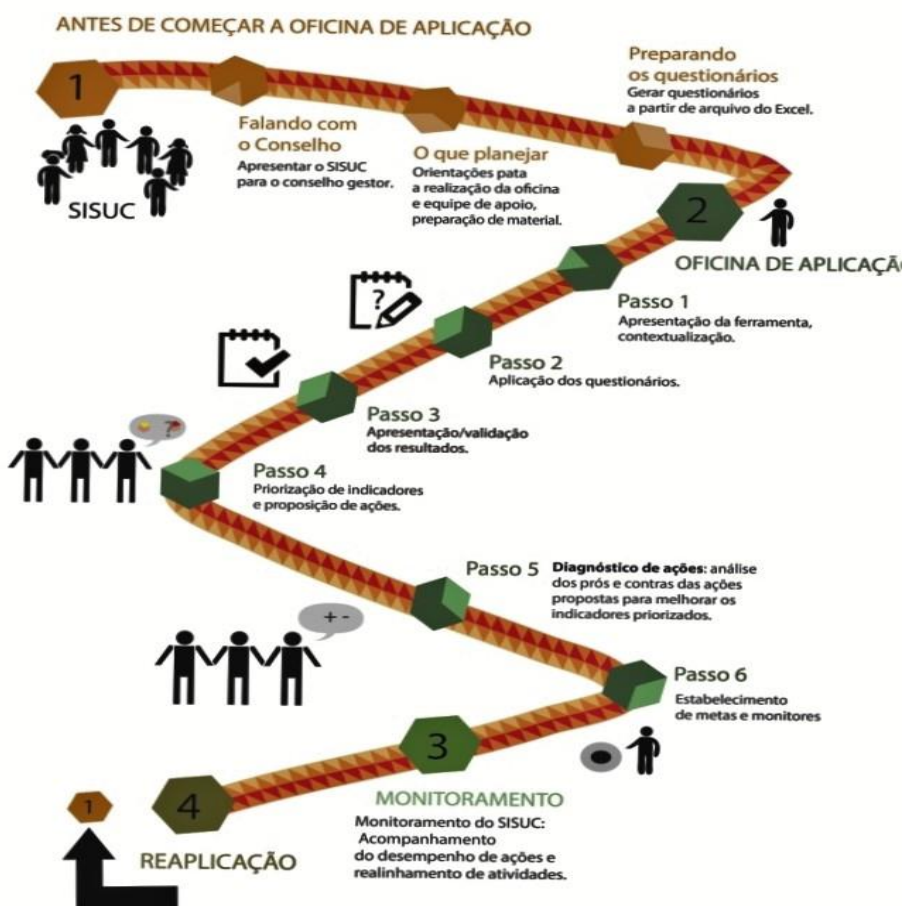 ANTES DE COMEÇAR A OFICINA DE APLICAÇÃO
1
SISUC
Falando com
o Conselho
Apresentar o SISUC
para o conselho gestor.
O que planejar
Orientações pata
a realização da oficina
e equipe de apoio,
preparação de material.
Preparando
os questionários
Gerar questionários
a partir de arquivo do Excel.
2
OFICINA DE APLICAÇÃO
Passo 1
Apresentação da ferramenta,
contextualização.
?
Passo 2
Aplicação dos questionários.
Passo 3
Apresentação/validação
dos resultados.
?
Passo 4
Priorização de indicadores
e proposição de ações.
Passo 5
Diagnóstico de ações: análise
dos prós e contras das ações
propostas para melhorar os
indicadores priorizados.
+ -
Passo 6
Estabelecimento
de metas e monitores
3
MONITORAMENTO
Monitoramento do SISUC:
Acompanhamento
do desempenho de ações e
realinhamento de atividades.
4
REAPLICAÇÃO
1